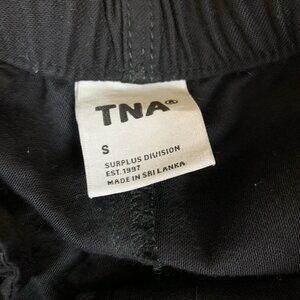 TNA®
S
SURPLUS DIVISION
EST. 1997
MADE IN SRI LANKA